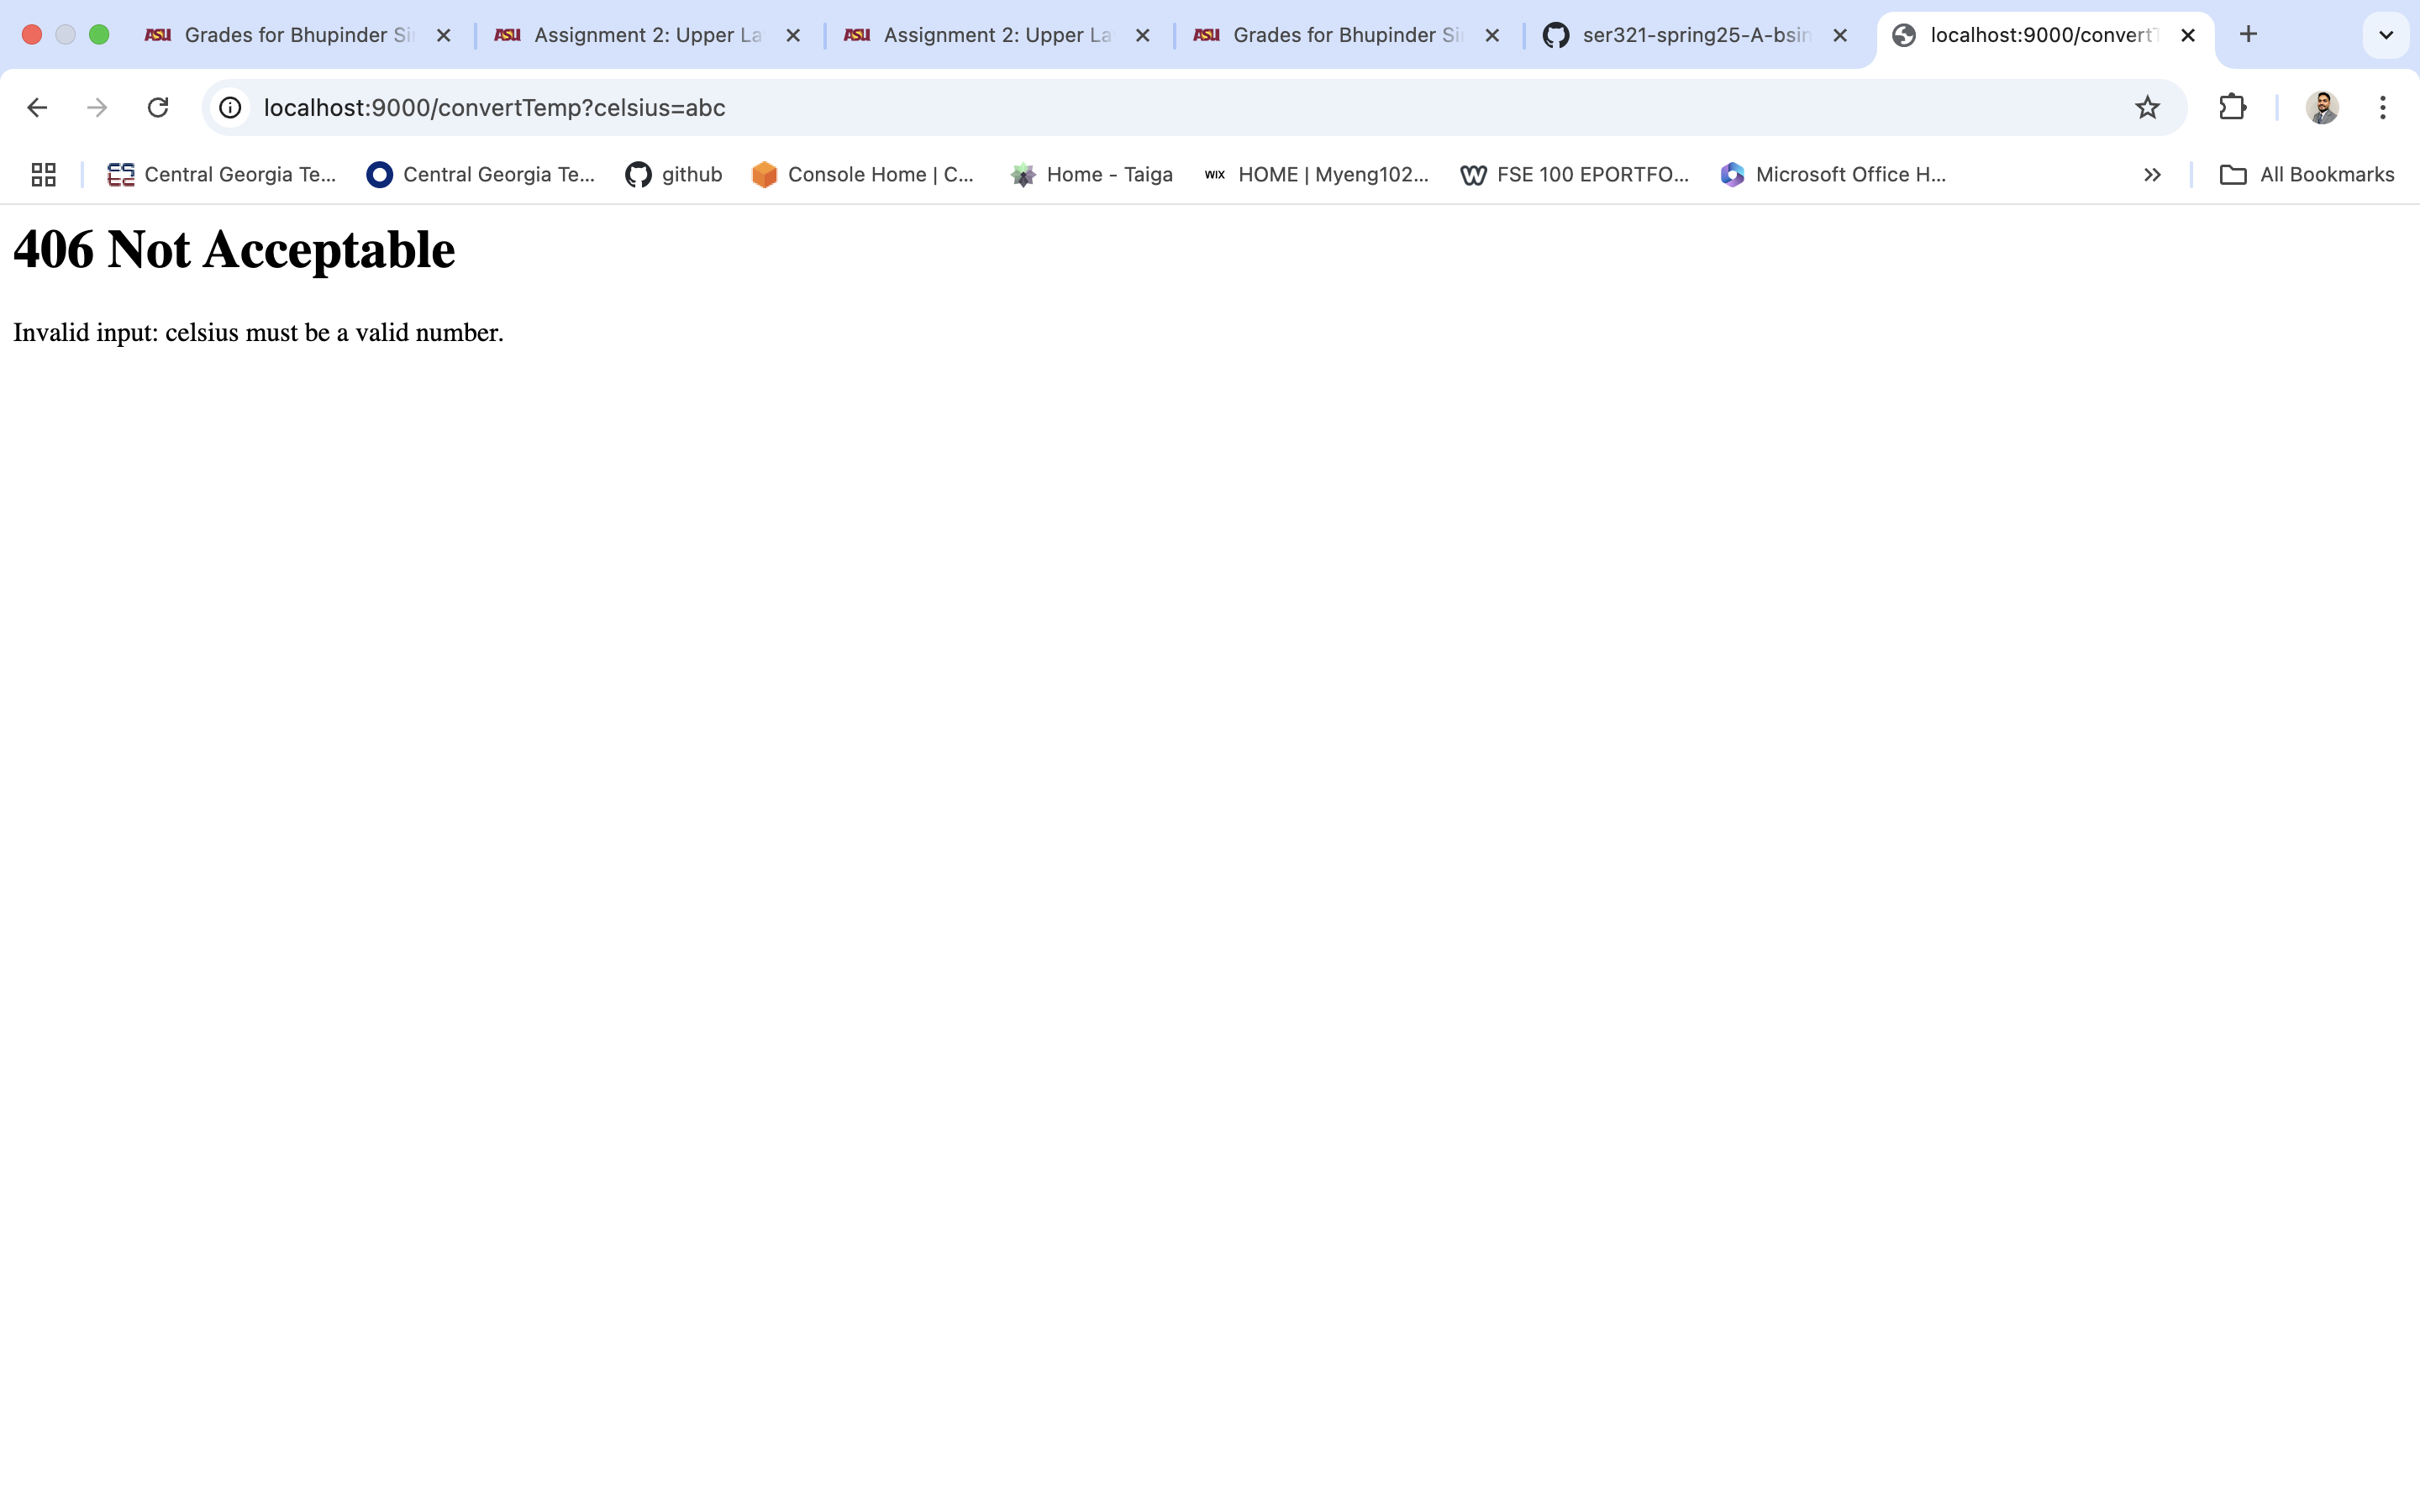 ASU Grades for Bhupinder Si
ASU Assignment 2: Upper La
ASU Assignment 2: Upper La
ASU Grades for Bhupinder Si
ser321-spring25-A-bsin
localhost:9000/convertT
localhost:9000/convertTemp?celsius=abc
Central Georgia Te...
Central Georgia Te...
github
Console Home | C...
Home - Taiga
WIX HOME | Myeng102...
FSE 100 EPORTFO...
Microsoft Office H...
All Bookmarks
406 Not Acceptable
Invalid input: celsius must be a valid number.